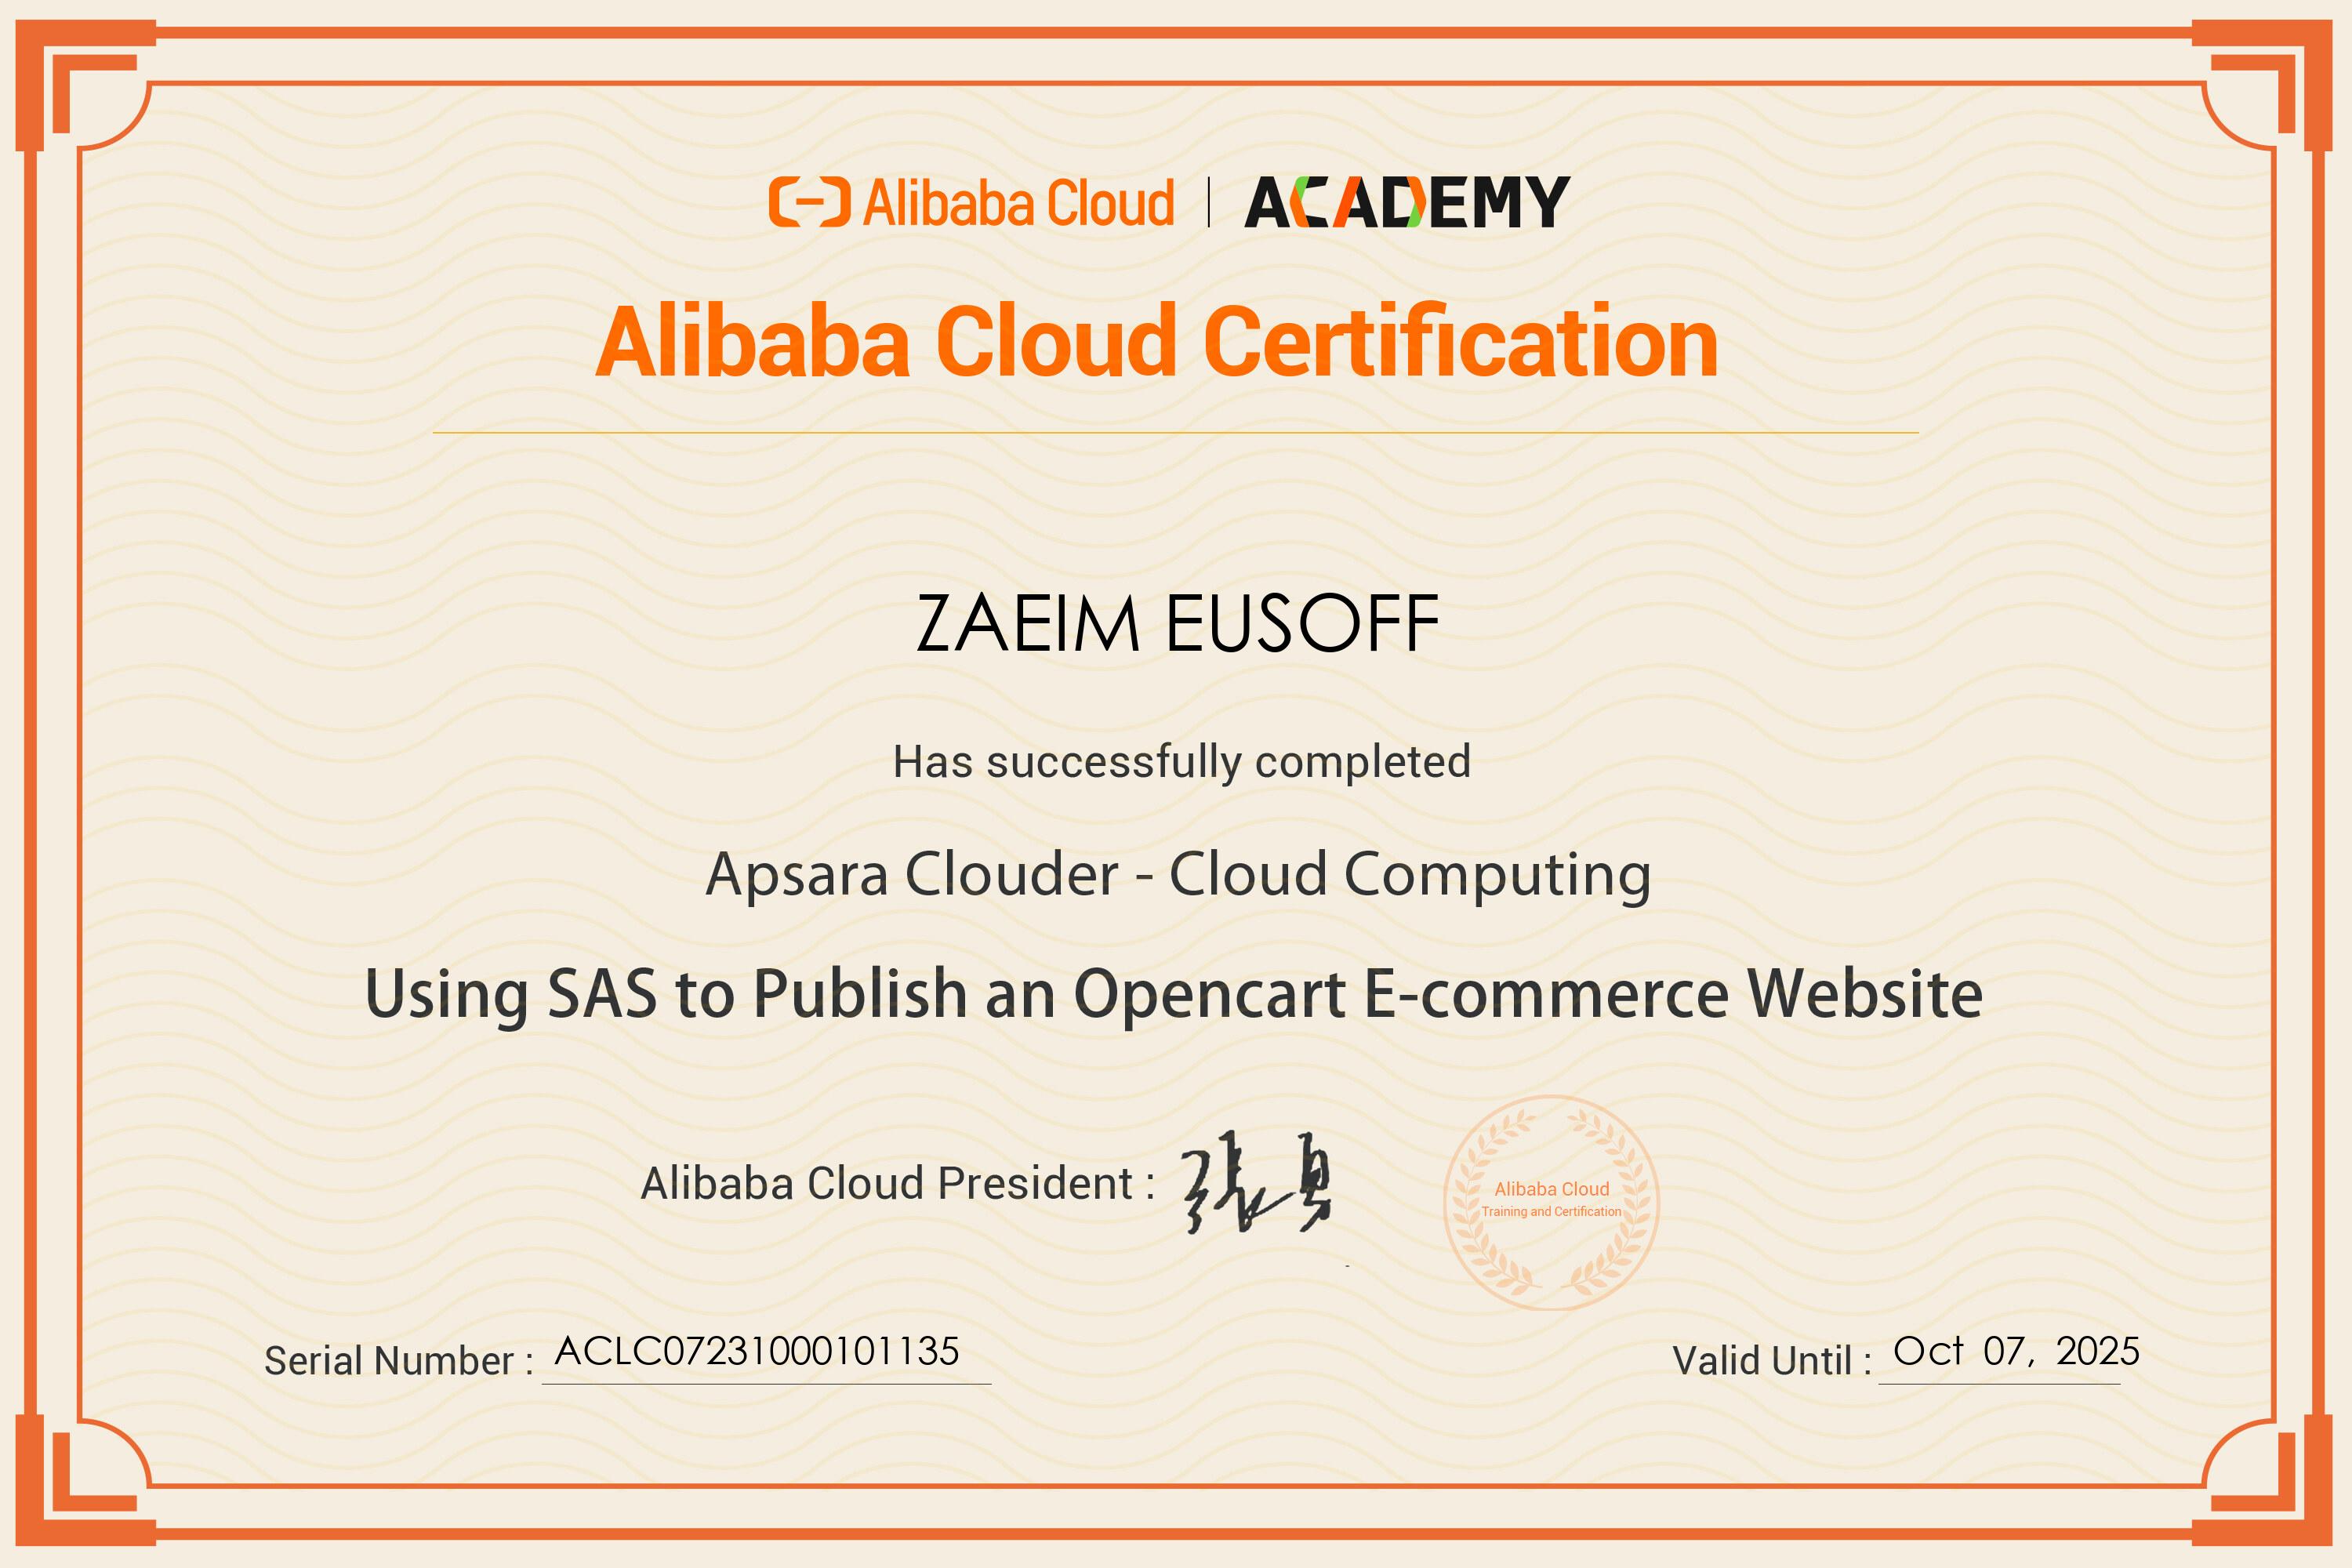 Alibaba Cloud | ACADEMY
Alibaba Cloud Certification
ZAEIM EUSOFF
Has successfully completed
Apsara Clouder - Cloud Computing
Using SAS to Publish an Opencart E-commerce Website
Alibaba Cloud President :
Alibaba Cloud
Training and Certification
Serial Number : ACLC07231000101135
Valid Until : Oct 07, 2025